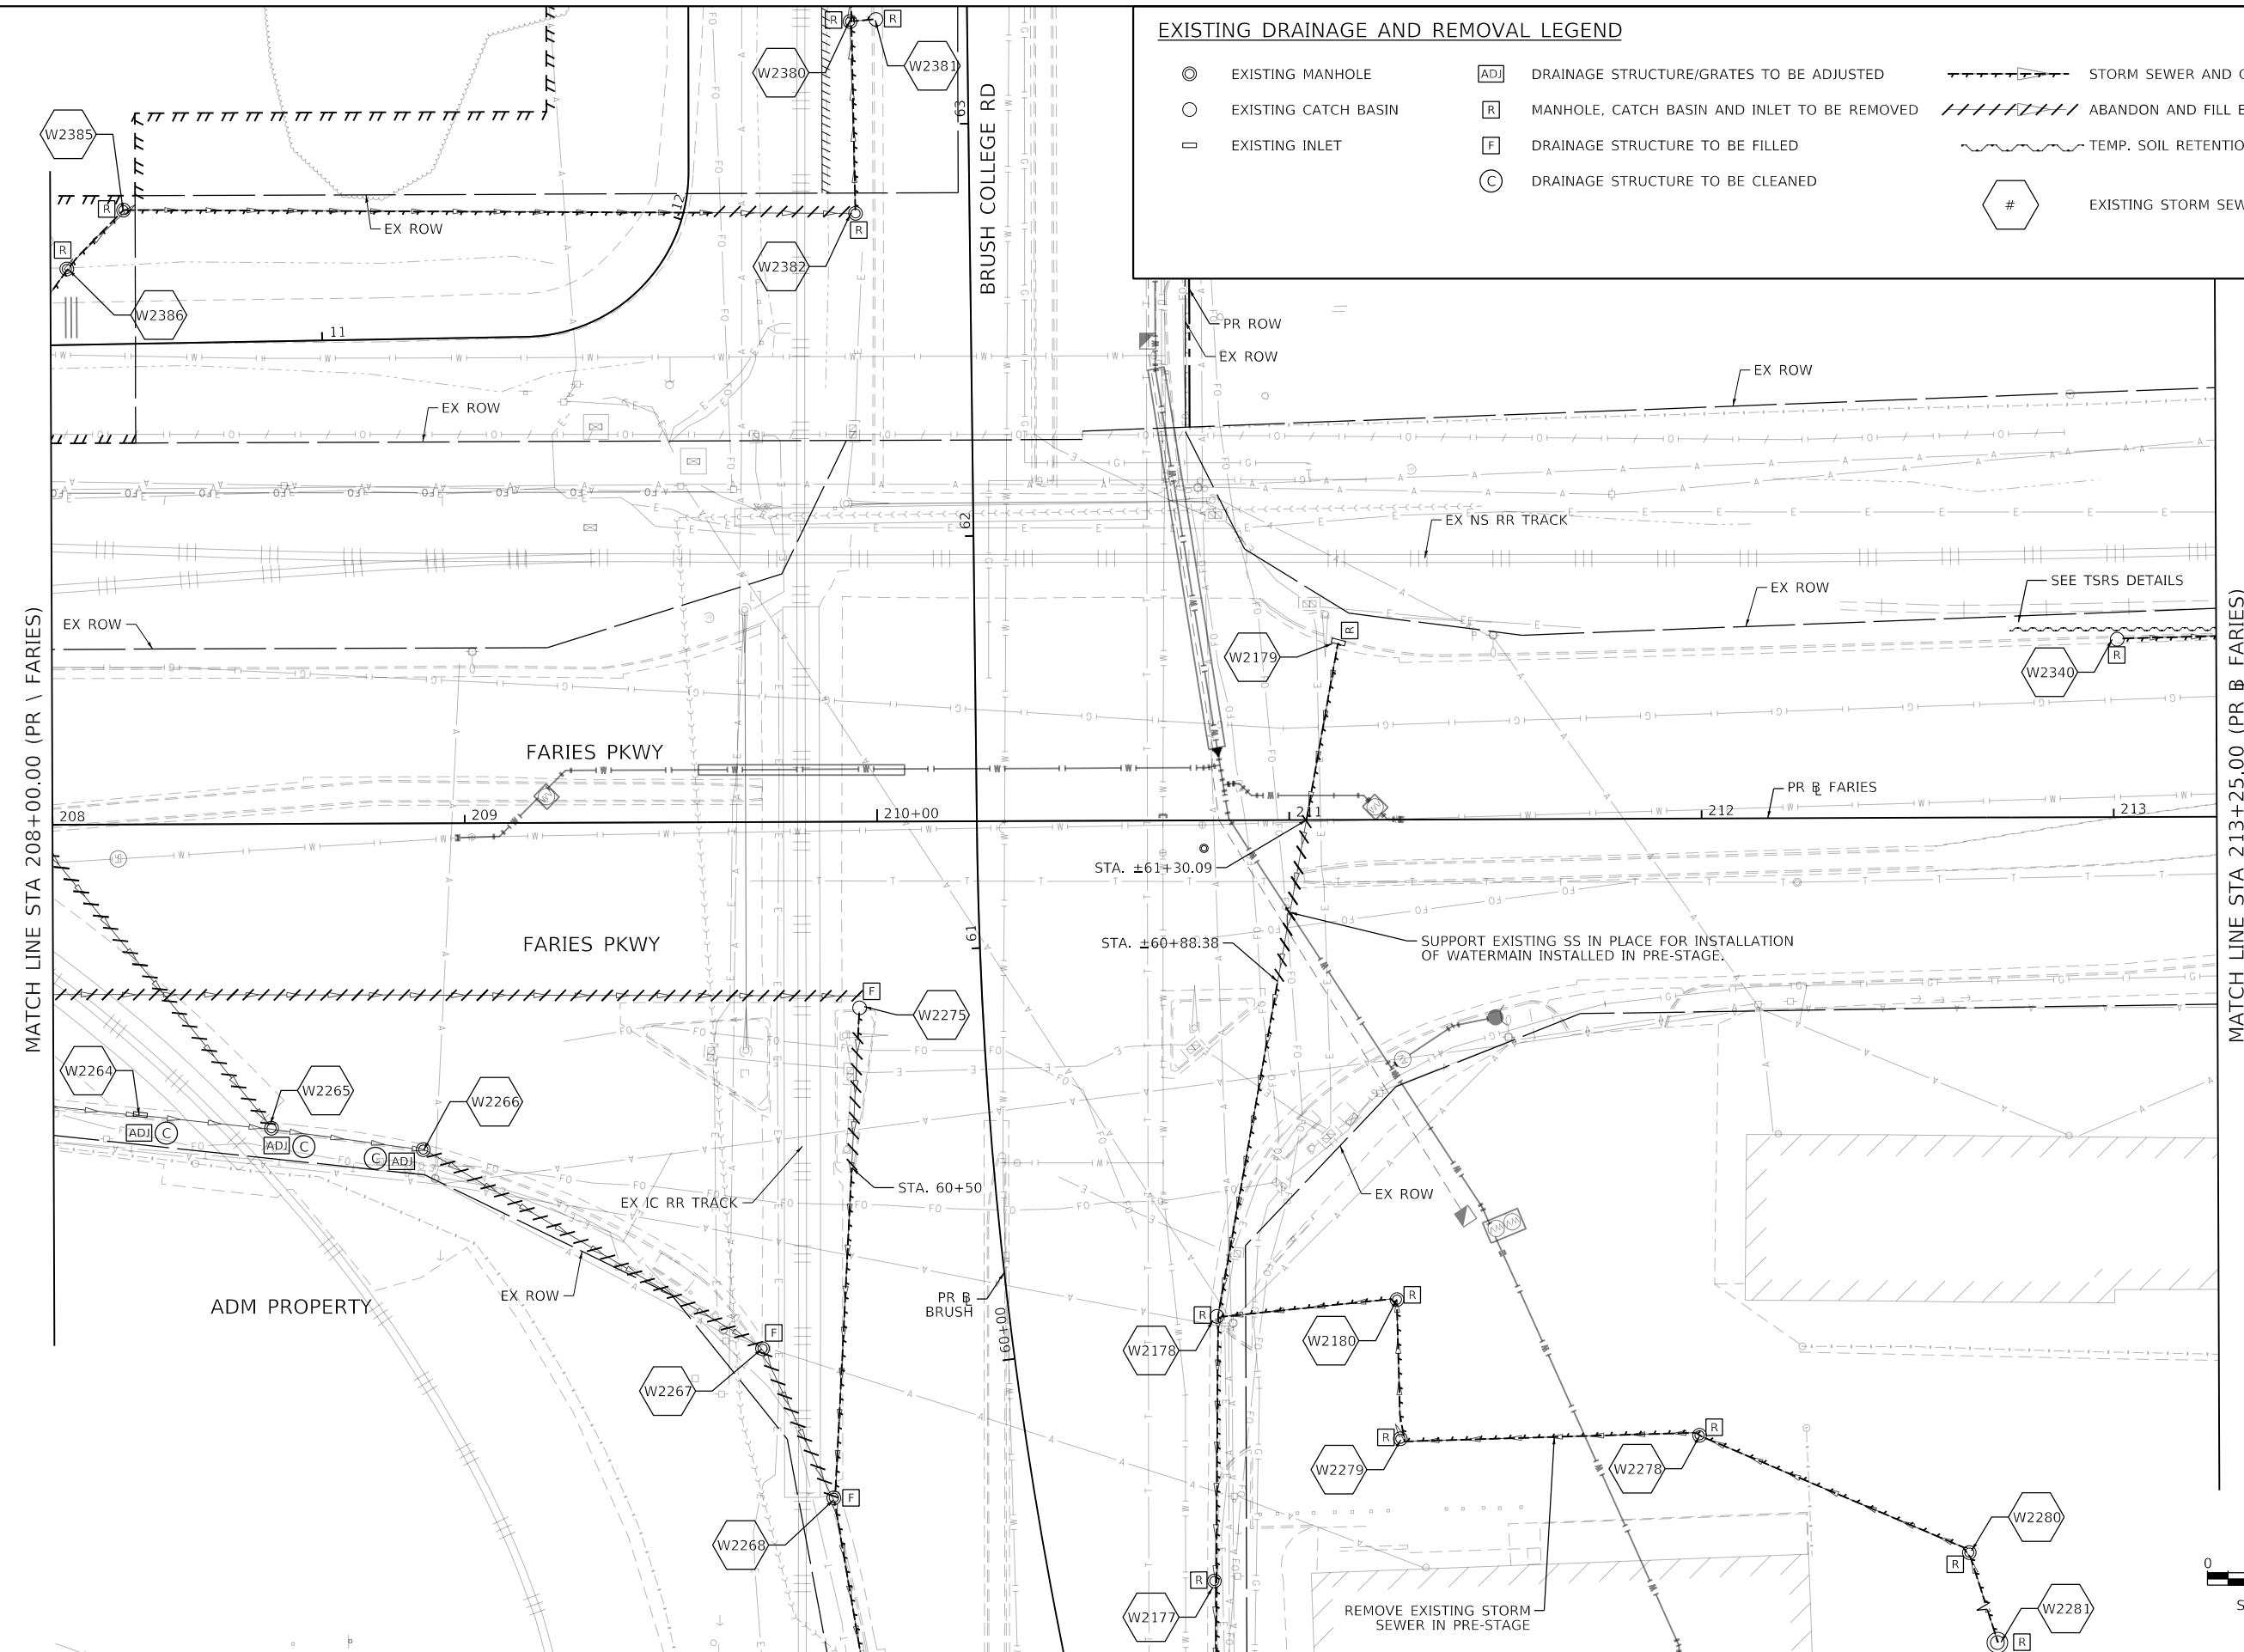 EXISTING DRAINAGE AND REMOVAL LEGEND
EXISTING MANHOLE
EXISTING CATCH BASIN
EXISTING INLET
ADJ DRAINAGE STRUCTURE/GRATES TO BE ADJUSTED
R MANHOLE, CATCH BASIN AND INLET TO BE REMOVED
F DRAINAGE STRUCTURE TO BE FILLED
C DRAINAGE STRUCTURE TO BE CLEANED
STORM SEWER AND
ABANDON AND FILL
TEMP. SOIL
# EXISTING STORM
W2380
R
R
W2381
W2385
R
R
W2386
EX ROW
12
W2382
R
BRUSH COLLEGE RD
63
11
PR ROW
EX ROW
EX ROW
EX ROW
62
EX NS RR TRACK
EX ROW
EX ROW
SEE TSRS DETAILS
W2179
R
W2340
R
MATCH LINE STA 208+00.00 (PR \ FARIES)
MATCH LINE STA 213+25.00 (PR BL FARIES)
FARIES PKWY
PR BL FARIES
208
209
210+00
211
212
213
STA. ±61+30.09
FARIES PKWY
61
STA. ±60+88.38
SUPPORT EXISTING SS IN PLACE FOR INSTALLATION
OF WATERMAIN INSTALLED IN PRE-STAGE.
F
W2275
W2264
ADJ C
W2265
ADJ C
W2266
C ADJ
EX IC RR TRACK
STA. 60+50
EX ROW
EX ROW
ADM PROPERTY
PR BL
BRUSH
60+00
F
W2267
R
W2178
R
W2180
R
W2279
R
W2278
F
W2268
R
W2177
REMOVE EXISTING STORM
SEWER IN PRE-STAGE
W2280
R
W2281
R
0